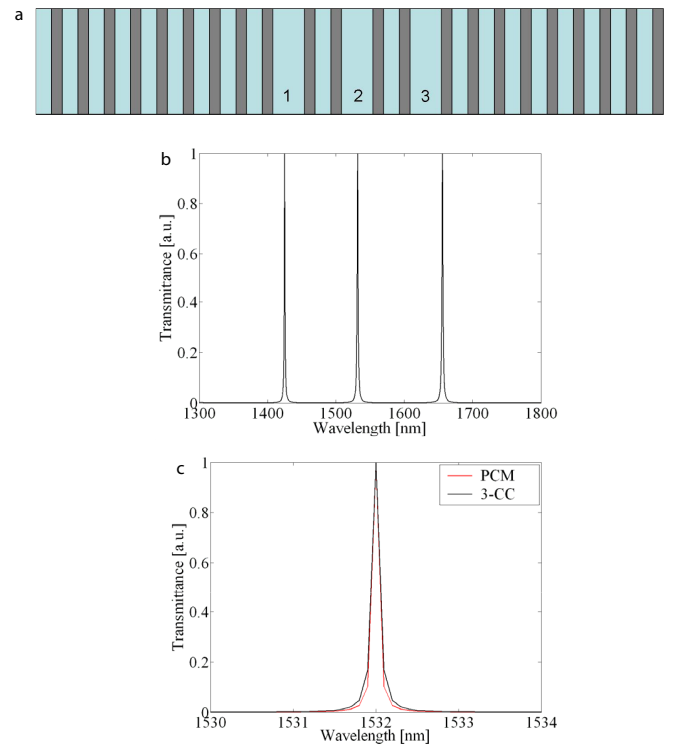 a
1 2 3
b
Transmittance [a.u.]
1
0.8
0.6
0.4
0.2
0
1300 1400 1500 1600 1700 1800
Wavelength [nm]
c
Transmittance [a.u.]
1
0.8
0.6
0.4
0.2
0
PCM
3-CC
1530 1531 1532 1533 1534
Wavelength [nm]